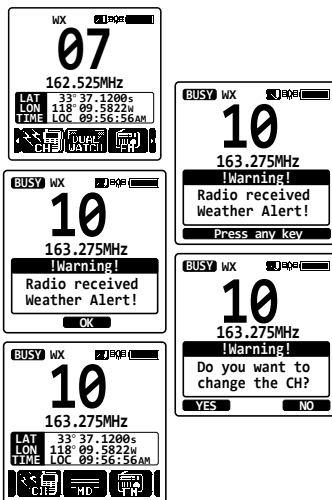 WX
07
162.525MHz
LAT 33° 37.1200s
LON 118° 09.5822W
TIME LOC 09:56:56AM
CH DUAL WATCH FM
BUSY WX
10
163.275MHz
!Warning!
Radio received
Weather Alert!
OK
BUSY WX
10
163.275MHz
LAT 33° 37.1200s
LON 118° 09.5822W
TIME LOC 09:56:56AM
CH MD FM
BUSY WX
10
163.275MHz
!Warning!
Radio received
Weather Alert!
Press any key
BUSY WX
10
163.275MHz
!Warning!
Do you want to
change the CH?
YES NO